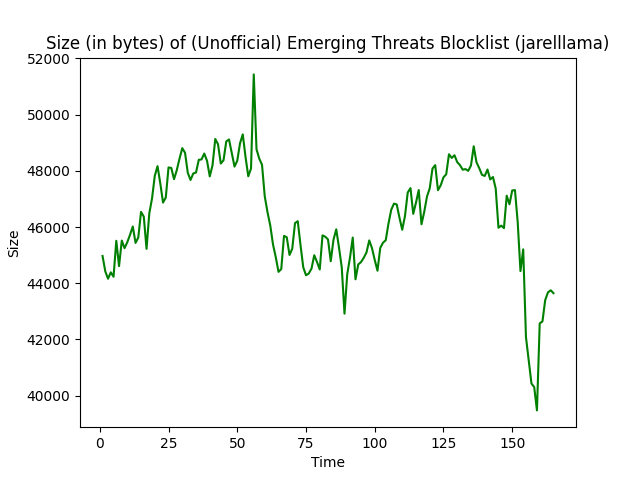 Size (in bytes) of (Unofficial) Emerging Threats Blocklist (jarelllama)
52000
50000
48000
46000
44000
42000
40000
Size
0 25 50 75 100 125 150
Time